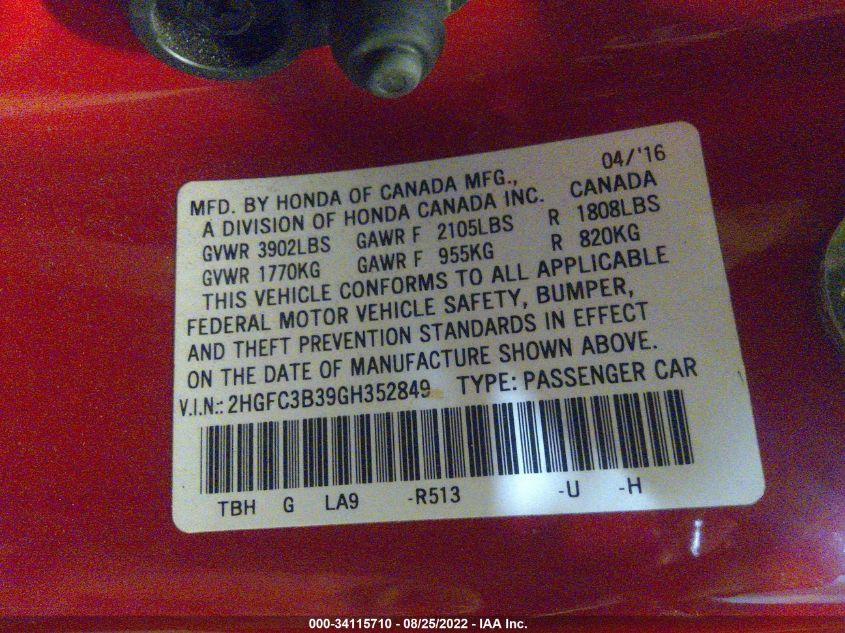 04/'16
MFD. BY HONDA OF CANADA MFG.,
A DIVISION OF HONDA CANADA INC. CANADA
GVWR 3902LBS GAWR F 2105LBS R 1808LBS
GVWR 1770KG GAWR F 955KG R 820KG
THIS VEHICLE CONFORMS TO ALL APPLICABLE
FEDERAL MOTOR VEHICLE SAFETY, BUMPER,
AND THEFT PREVENTION STANDARDS IN EFFECT
ON THE DATE OF MANUFACTURE SHOWN ABOVE.
V.I.N.: 2HGFC3B39GH352849 TYPE: PASSENGER CAR
TBH G LA9 -R513 -U -H
000-34115710 - 08/25/2022 - IAA Inc.